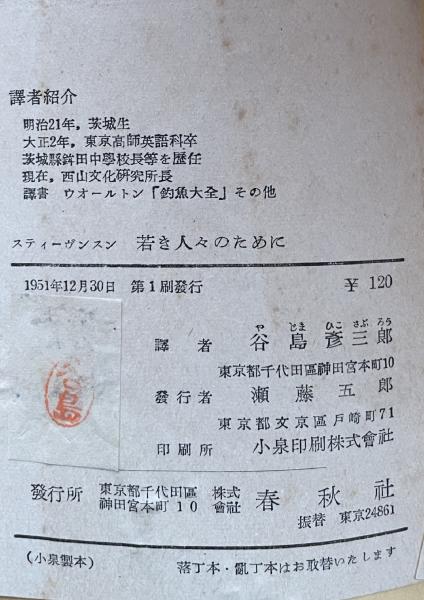 譯者紹介
明治21年，茨城生
大正2年，東京高師英語科卒
茨城縣鉾田中學校長等を歷任
現在，西山文化硏究所長
譯書 ウオールトン「釣魚大全」その他
スティーヴンスン 若き人々のために
1951年12月30日 第1刷發行 ¥ 120
や じま ひこ さぶ ろう
譯者 谷島彥三郎
東京都千代田區神田宮本町10
發行者 瀨藤五郎
東京都文京區戸崎町71
印刷所 小泉印刷株式會社
發行所 東京都千代田區神田宮本町10 株式會社 春秋社
振替 東京24861
(小泉製本) 落丁本・亂丁本はお取替いたします